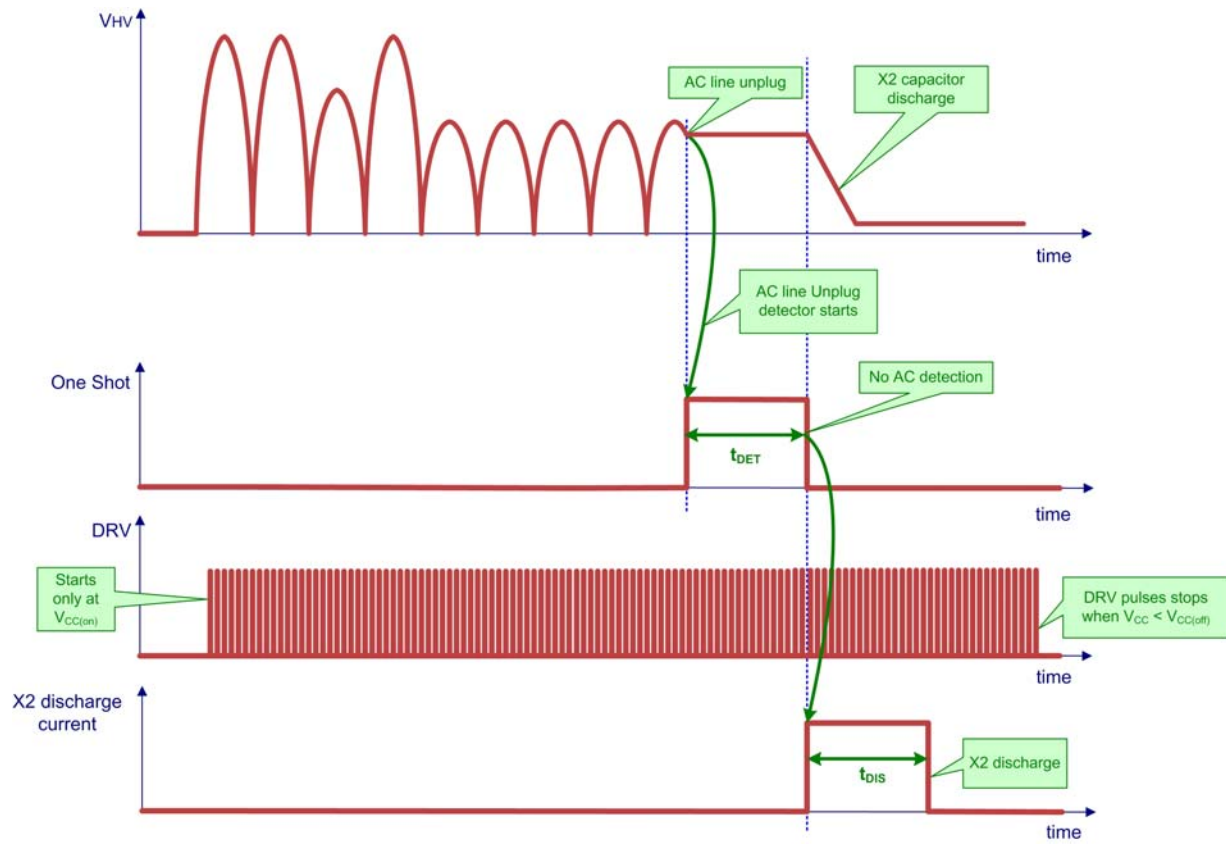 VHV
AC line unplug
X2 capacitor
discharge
time
AC line Unplug
detector starts
One Shot
No AC detection
tDET
time
DRV
Starts
only at
VCC(on)
DRV pulses stops
when VCC < VCC(off)
time
X2 discharge
current
tDIS
X2 discharge
time